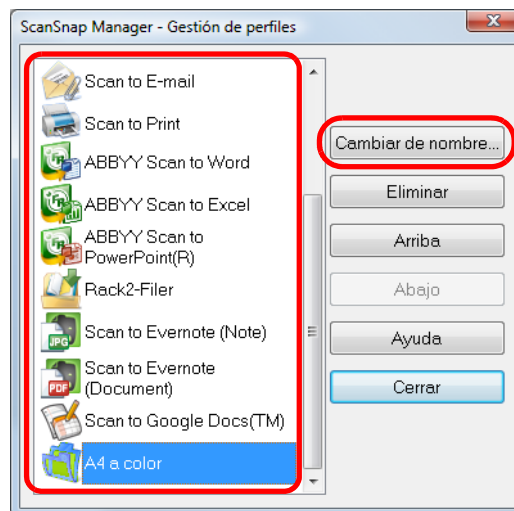 ScanSnap Manager - Gestión de perfiles
Scan to E-mail
Scan to Print
ABBYY Scan to Word
ABBYY Scan to Excel
ABBYY Scan to
PowerPoint(R)
Rack2-Filer
Scan to Evernote (Note)
JPG
Scan to Evernote
(Document)
PDF
Scan to Google Docs(TM)
A4 a color
Cambiar de nombre...
Eliminar
Arriba
Abajo
Ayuda
Cerrar